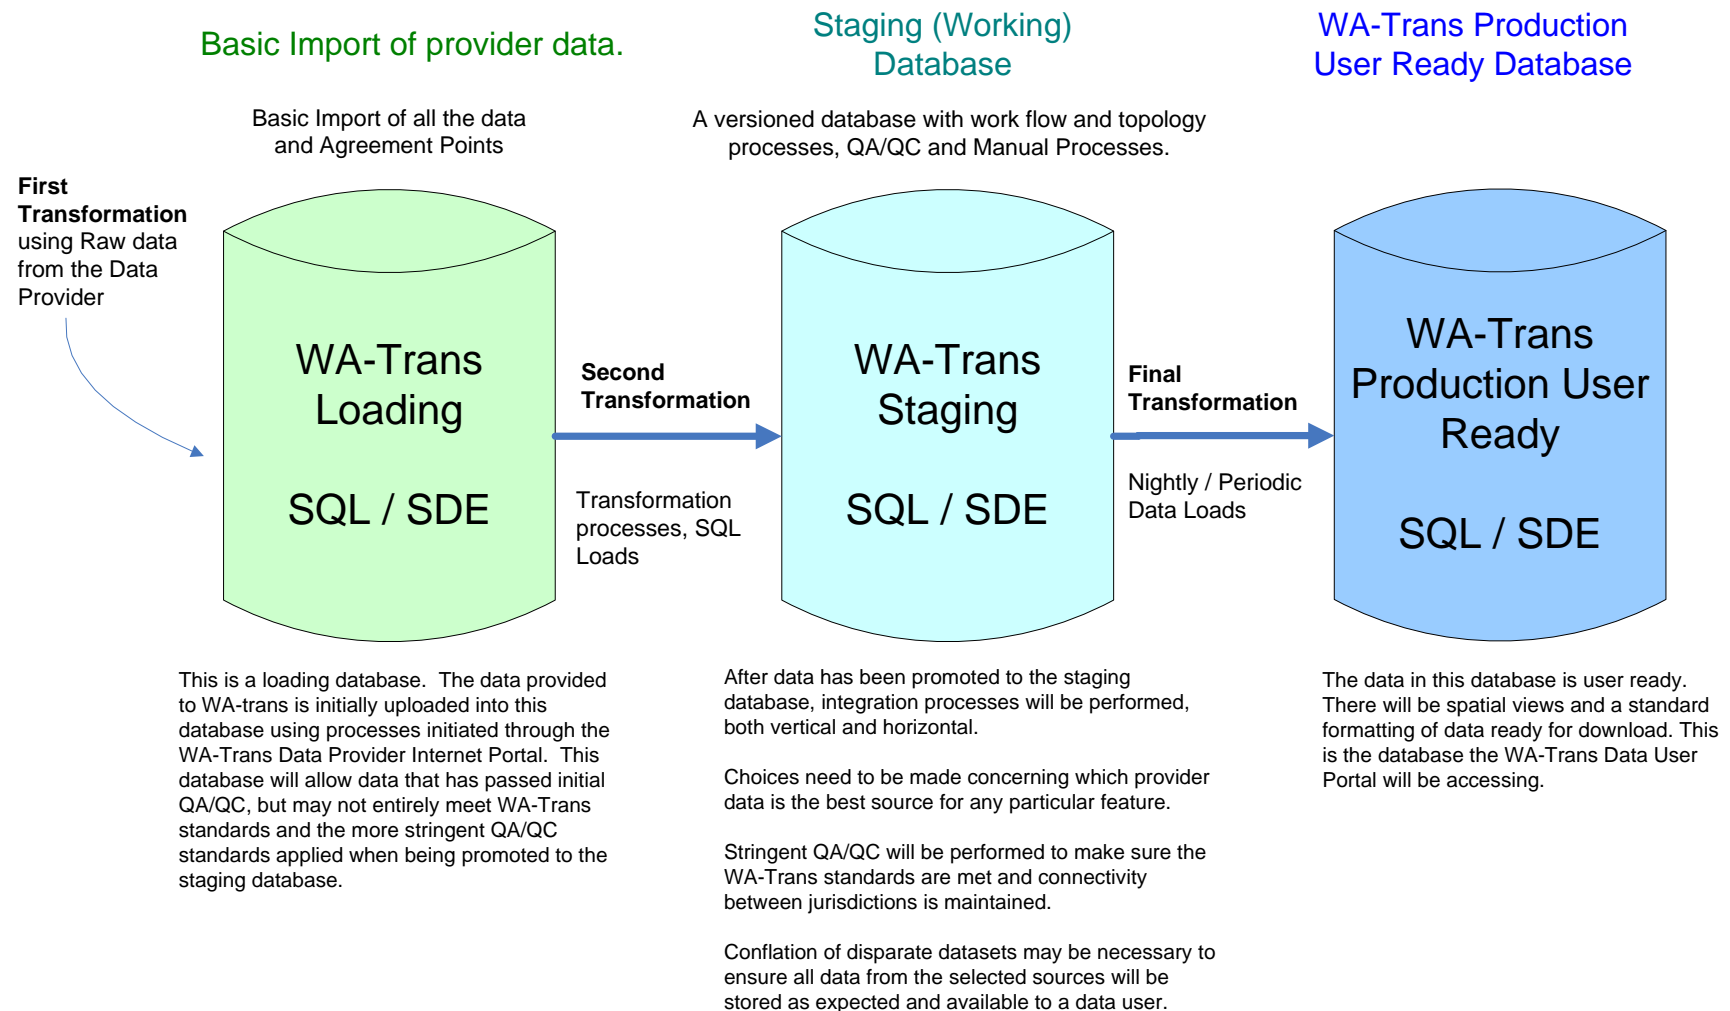 Basic Import of provider data.
Staging (Working)
Database
WA-Trans Production
User Ready Database
Basic Import of all the data
and Agreement Points
A versioned database with work flow and topology
processes, QA/QC and Manual Processes.
First
Transformation
using Raw data
from the Data
Provider
WA-Trans
Loading
SQL / SDE
Second
Transformation
Transformation
processes, SQL
Loads
WA-Trans
Staging
SQL / SDE
Final
Transformation
Nightly / Periodic
Data Loads
WA-Trans
Production User
Ready
SQL / SDE
This is a loading database.  The data provided
to WA-trans is initially uploaded into this
database using processes initiated through the
WA-Trans Data Provider Internet Portal.  This
database will allow data that has passed initial
QA/QC, but may not entirely meet WA-Trans
standards and the more stringent QA/QC
standards applied when being promoted to the
staging database.
After data has been promoted to the staging
database, integration processes will be performed,
both vertical and horizontal.
Choices need to be made concerning which provider
data is the best source for any particular feature.
Stringent QA/QC will be performed to make sure the
WA-Trans standards are met and connectivity
between jurisdictions is maintained.
Conflation of disparate datasets may be necessary to
ensure all data from the selected sources will be
stored as expected and available to a data user.
The data in this database is user ready.
There will be spatial views and a standard
formatting of data ready for download. This
is the database the WA-Trans Data User
Portal will be accessing.